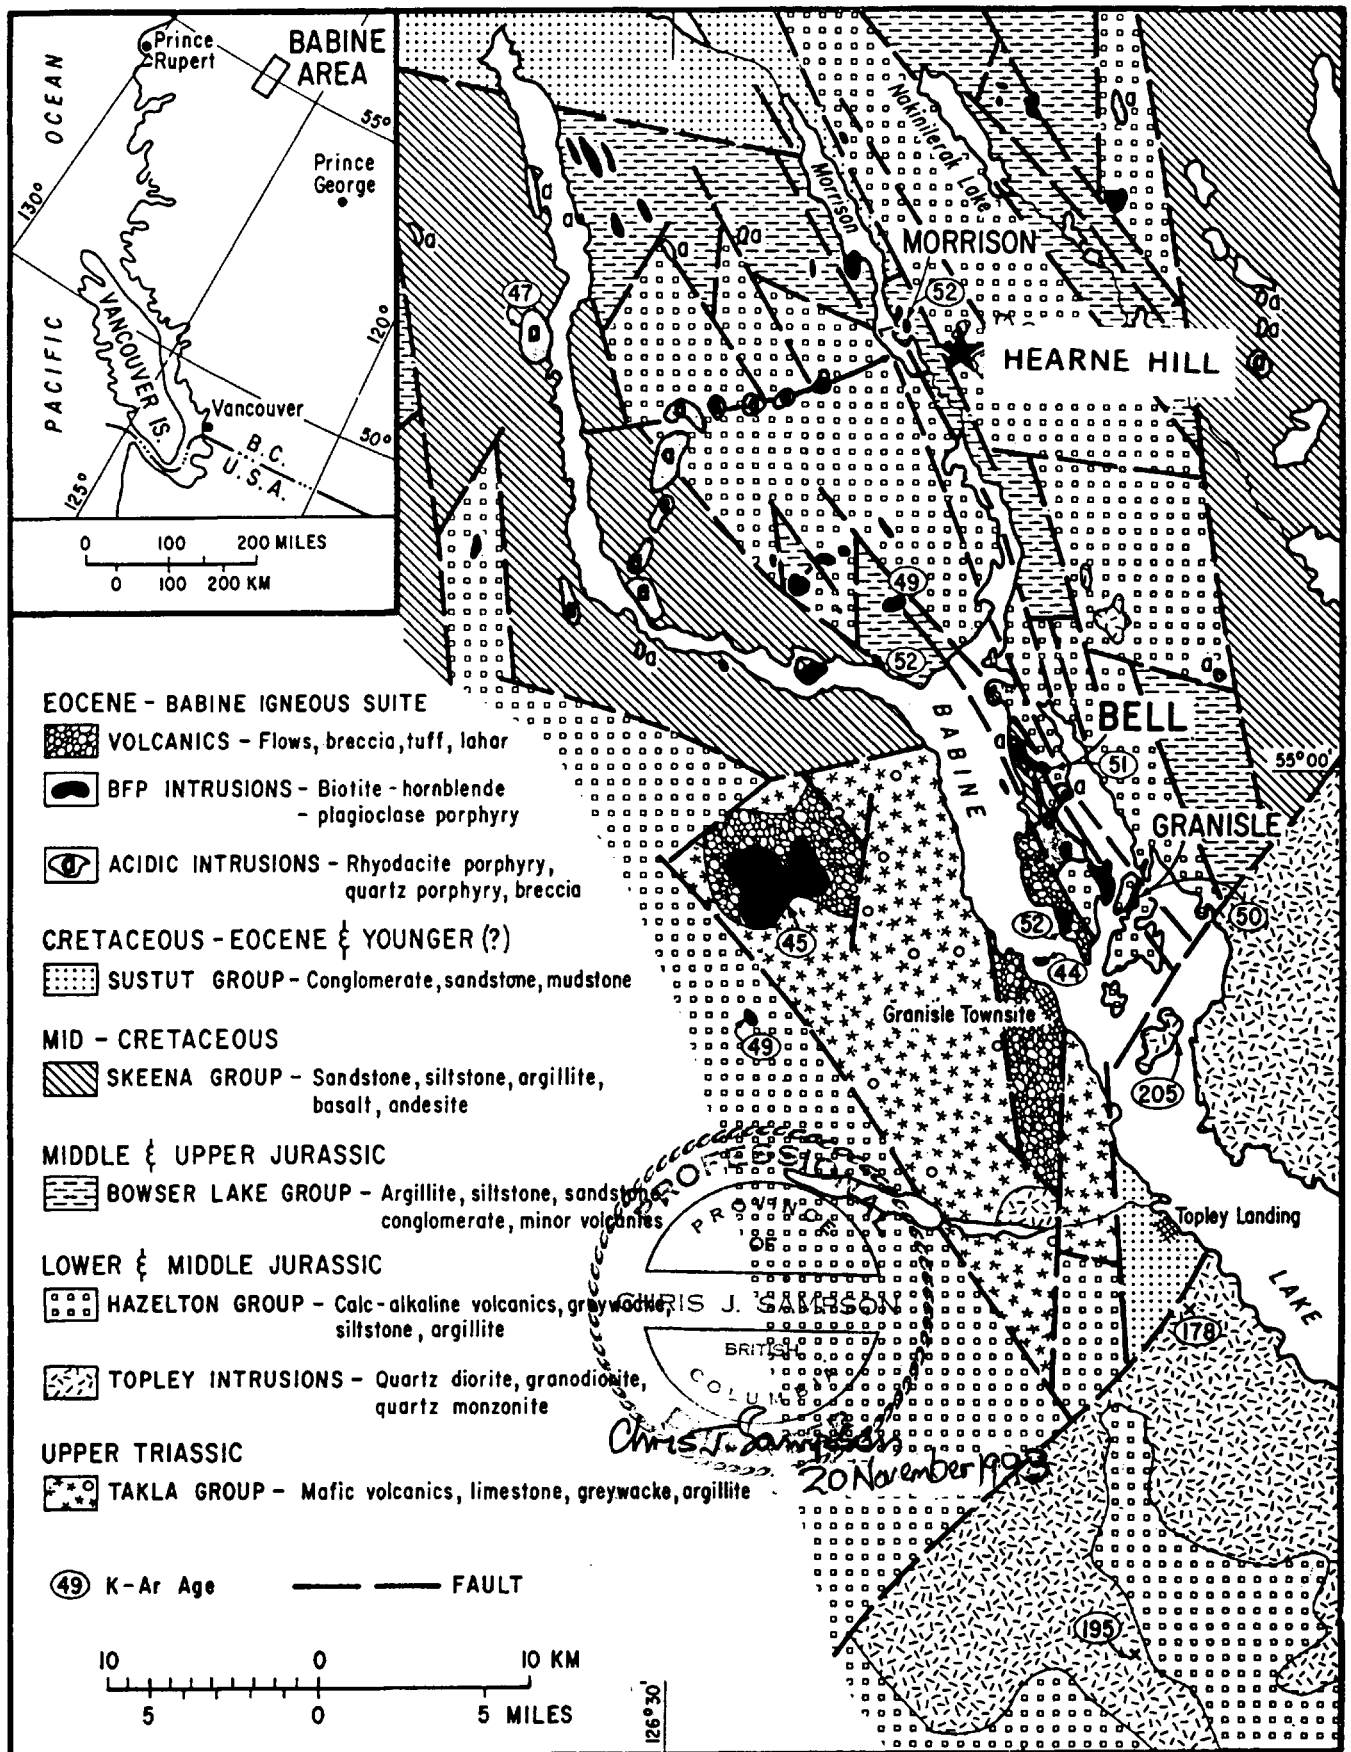 Prince
Rupert
BABINE
AREA
OCEAN
55°
Prince
George
130°
PACIFIC
VANCOUVER IS.
120°
Vancouver
50°
B.C.
U.S.A.
125°
0 100 200 MILES
0 100 200 KM
Nakinilerak Lake
Morrison
L.
MORRISON
52
47
HEARNE HILL
49
52
BELL
BABINE
51
55°00'
GRANISLE
50
52
45
44
Granisle Townsite
49
205
Topley Landing
LAKE
178
195
a
EOCENE - BABINE IGNEOUS SUITE
VOLCANICS - Flows, breccia, tuff, lahar
BFP INTRUSIONS - Biotite - hornblende
- plagioclase porphyry
a ACIDIC INTRUSIONS - Rhyodacite porphyry,
quartz porphyry, breccia
CRETACEOUS - EOCENE & YOUNGER (?)
SUSTUT GROUP - Conglomerate, sandstone, mudstone
MID - CRETACEOUS
SKEENA GROUP - Sandstone, siltstone, argillite,
basalt, andesite
MIDDLE & UPPER JURASSIC
BOWSER LAKE GROUP - Argillite, siltstone, sandstone,
conglomerate, minor volcanics
LOWER & MIDDLE JURASSIC
HAZELTON GROUP - Calc-alkaline volcanics, greywacke,
siltstone, argillite
TOPLEY INTRUSIONS - Quartz diorite, granodiorite,
quartz monzonite
UPPER TRIASSIC
TAKLA GROUP - Mafic volcanics, limestone, greywacke, argillite
49 K-Ar Age FAULT
10 0 10 KM
5 0 5 MILES
126°30'
PROVINCE
OF
CHRIS J. SAMPSON
BRITISH
COLUMBIA
Chris J. Sampson
20 November 1993